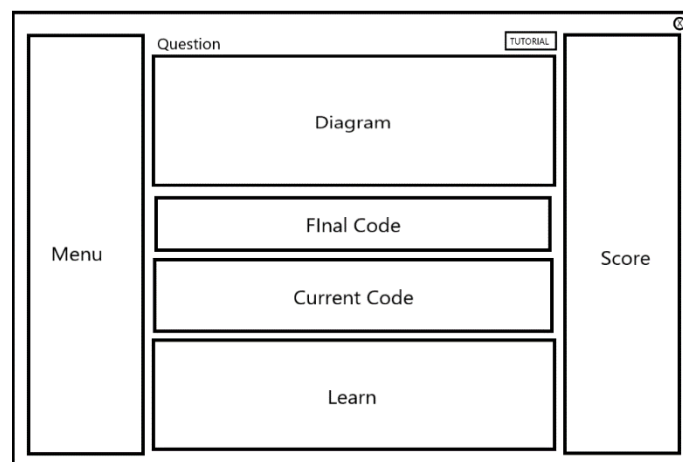 Ⓧ
Question
TUTORIAL
Diagram
FInal Code
Menu
Score
Current Code
Learn